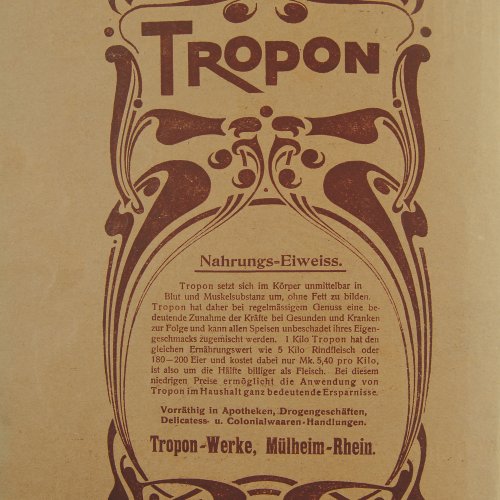 TROPON
Nahrungs-Eiweiss.
Tropon setzt sich im Körper unmittelbar in
Blut und Muskelsubstanz um, ohne Fett zu bilden.
Tropon hat daher bei regelmässigem Genuss eine be-
deutende Zunahme der Kräfte bei Gesunden und Kranken
zur Folge und kann allen Speisen unbeschadet ihres Eigen-
geschmacks zugemischt werden. 1 Kilo Tropon hat den
gleichen Ernährungswert wie 5 Kilo Rindfleisch oder
180–200 Eier und kostet dabei nur Mk. 5,40 pro Kilo,
ist also um die Hälfte billiger als Fleisch. Bei diesem
niedrigen Preise ermöglicht die Anwendung von
Tropon im Haushalt ganz bedeutende Ersparnisse.
Vorräthig in Apotheken, Drogengeschäften,
Delicatess- u. Colonialwaaren-Handlungen.
Tropon-Werke, Mülheim-Rhein.